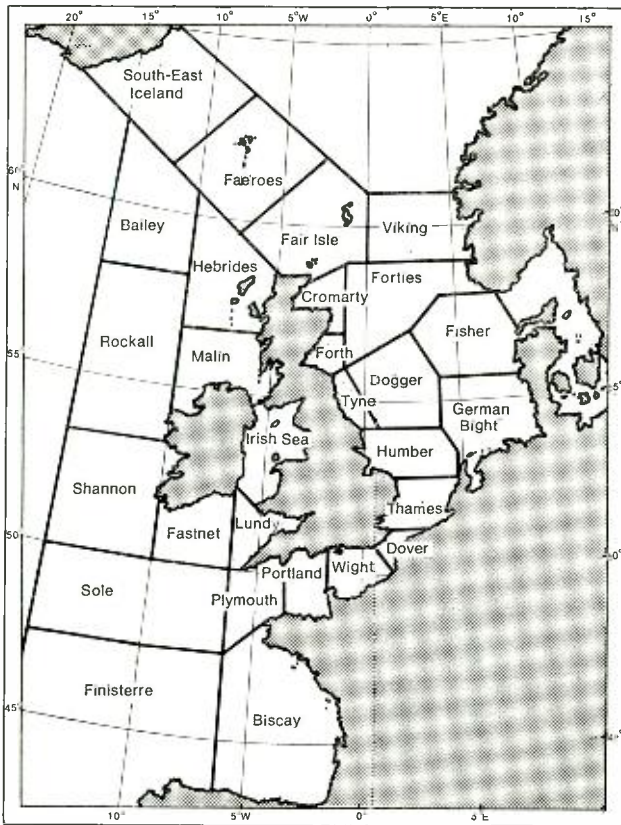 20° 15° 10° 5°W 0° 5°E 10° 15°
South-East
Iceland
60°
N
Faeroes
Bailey
Fair Isle
Viking
Hebrides
Forties
Cromarty
Rockall
Fisher
55°
Malin
Forth
Dogger
Tyne
German
Bight
Irish Sea
Humber
Shannon
Thames
Lund
Fastnet
50°
Dover
Portland
Wight
Sole
Plymouth
Finisterre
45°
Biscay
10° 5°W 0° 5°E